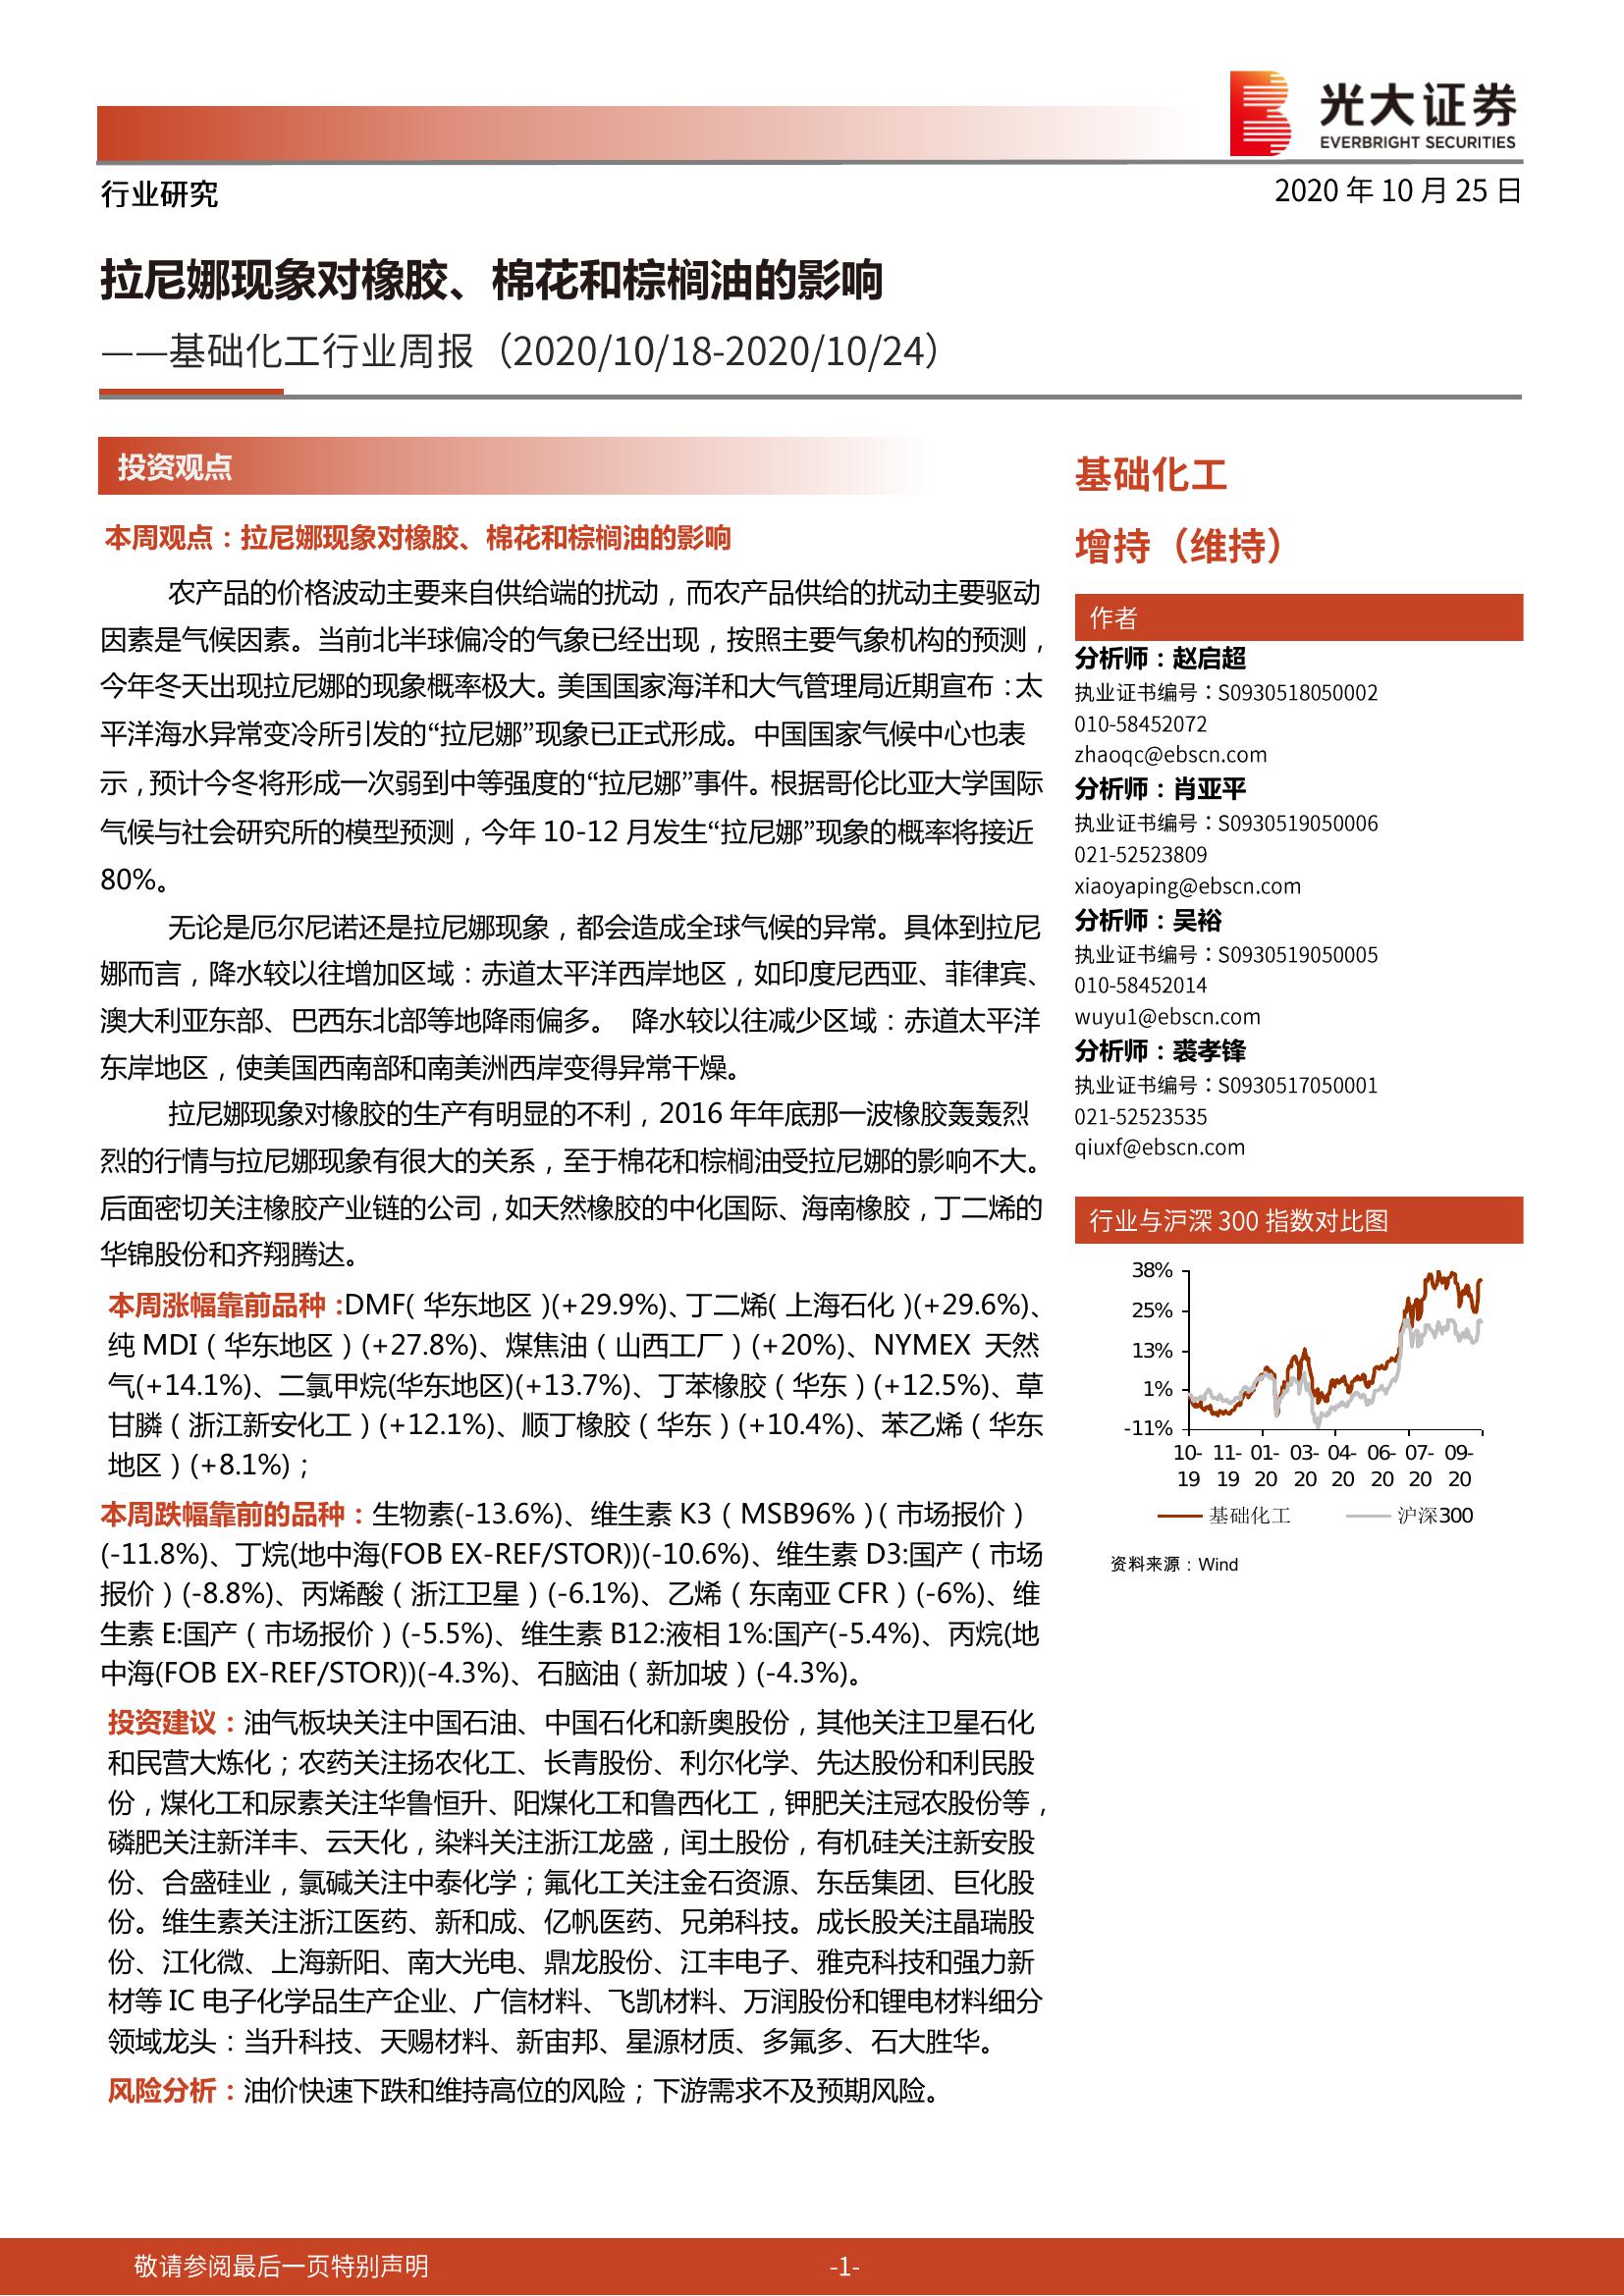 光大证券
EVERBRIGHT SECURITIES
行业研究
2020 年 10 月 25 日
拉尼娜现象对橡胶、棉花和棕榈油的影响
——基础化工行业周报（2020/10/18-2020/10/24）
投资观点
本周观点：拉尼娜现象对橡胶、棉花和棕榈油的影响
农产品的价格波动主要来自供给端的扰动，而农产品供给的扰动主要驱动
因素是气候因素。当前北半球偏冷的气象已经出现，按照主要气象机构的预测，
今年冬天出现拉尼娜的现象概率极大。美国国家海洋和大气管理局近期宣布：太
平洋海水异常变冷所引发的“拉尼娜”现象已正式形成。中国国家气候中心也表
示，预计今冬将形成一次弱到中等强度的“拉尼娜”事件。根据哥伦比亚大学国际
气候与社会研究所的模型预测，今年 10-12 月发生“拉尼娜”现象的概率将接近
80%。
无论是厄尔尼诺还是拉尼娜现象，都会造成全球气候的异常。具体到拉尼
娜而言，降水较以往增加区域：赤道太平洋西岸地区，如印度尼西亚、菲律宾、
澳大利亚东部、巴西东北部等地降雨偏多。 降水较以往减少区域：赤道太平洋
东岸地区，使美国西南部和南美洲西岸变得异常干燥。
拉尼娜现象对橡胶的生产有明显的不利，2016 年年底那一波橡胶轰轰烈
烈的行情与拉尼娜现象有很大的关系，至于棉花和棕榈油受拉尼娜的影响不大。
后面密切关注橡胶产业链的公司，如天然橡胶的中化国际、海南橡胶，丁二烯的
华锦股份和齐翔腾达。
本周涨幅靠前品种：DMF（华东地区）(+29.9%)、丁二烯（上海石化）(+29.6%)、
纯 MDI（华东地区）(+27.8%)、煤焦油（山西工厂）(+20%)、NYMEX 天然
气(+14.1%)、二氯甲烷(华东地区)(+13.7%)、丁苯橡胶（华东）(+12.5%)、草
甘膦（浙江新安化工）(+12.1%)、顺丁橡胶（华东）(+10.4%)、苯乙烯（华东
地区）(+8.1%)；
本周跌幅靠前的品种：生物素(-13.6%)、维生素 K3（MSB96%）（市场报价）
(-11.8%)、丁烷(地中海(FOB EX-REF/STOR))(-10.6%)、维生素 D3:国产（市场
报价）(-8.8%)、丙烯酸（浙江卫星）(-6.1%)、乙烯（东南亚 CFR）(-6%)、维
生素 E:国产（市场报价）(-5.5%)、维生素 B12:液相 1%:国产(-5.4%)、丙烷(地
中海(FOB EX-REF/STOR))(-4.3%)、石脑油（新加坡）(-4.3%)。
投资建议：油气板块关注中国石油、中国石化和新奥股份，其他关注卫星石化
和民营大炼化；农药关注扬农化工、长青股份、利尔化学、先达股份和利民股
份，煤化工和尿素关注华鲁恒升、阳煤化工和鲁西化工，钾肥关注冠农股份等，
磷肥关注新洋丰、云天化，染料关注浙江龙盛，闰土股份，有机硅关注新安股
份、合盛硅业，氯碱关注中泰化学；氟化工关注金石资源、东岳集团、巨化股
份。维生素关注浙江医药、新和成、亿帆医药、兄弟科技。成长股关注晶瑞股
份、江化微、上海新阳、南大光电、鼎龙股份、江丰电子、雅克科技和强力新
材等 IC 电子化学品生产企业、广信材料、飞凯材料、万润股份和锂电材料细分
领域龙头：当升科技、天赐材料、新宙邦、星源材质、多氟多、石大胜华。
风险分析：油价快速下跌和维持高位的风险；下游需求不及预期风险。
基础化工
增持（维持）
作者
分析师：赵启超
执业证书编号：S0930518050002
010-58452072
zhaoqc@ebscn.com
分析师：肖亚平
执业证书编号：S0930519050006
021-52523809
xiaoyaping@ebscn.com
分析师：吴裕
执业证书编号：S0930519050005
010-58452014
wuyu1@ebscn.com
分析师：裘孝锋
执业证书编号：S0930517050001
021-52523535
qiuxf@ebscn.com
行业与沪深 300 指数对比图
38%
25%
13%
1%
-11%
10- 11- 01- 03- 04- 06- 07- 09-
19 19 20 20 20 20 20 20
基础化工 沪深300
资料来源：Wind
敬请参阅最后一页特别声明
-1-